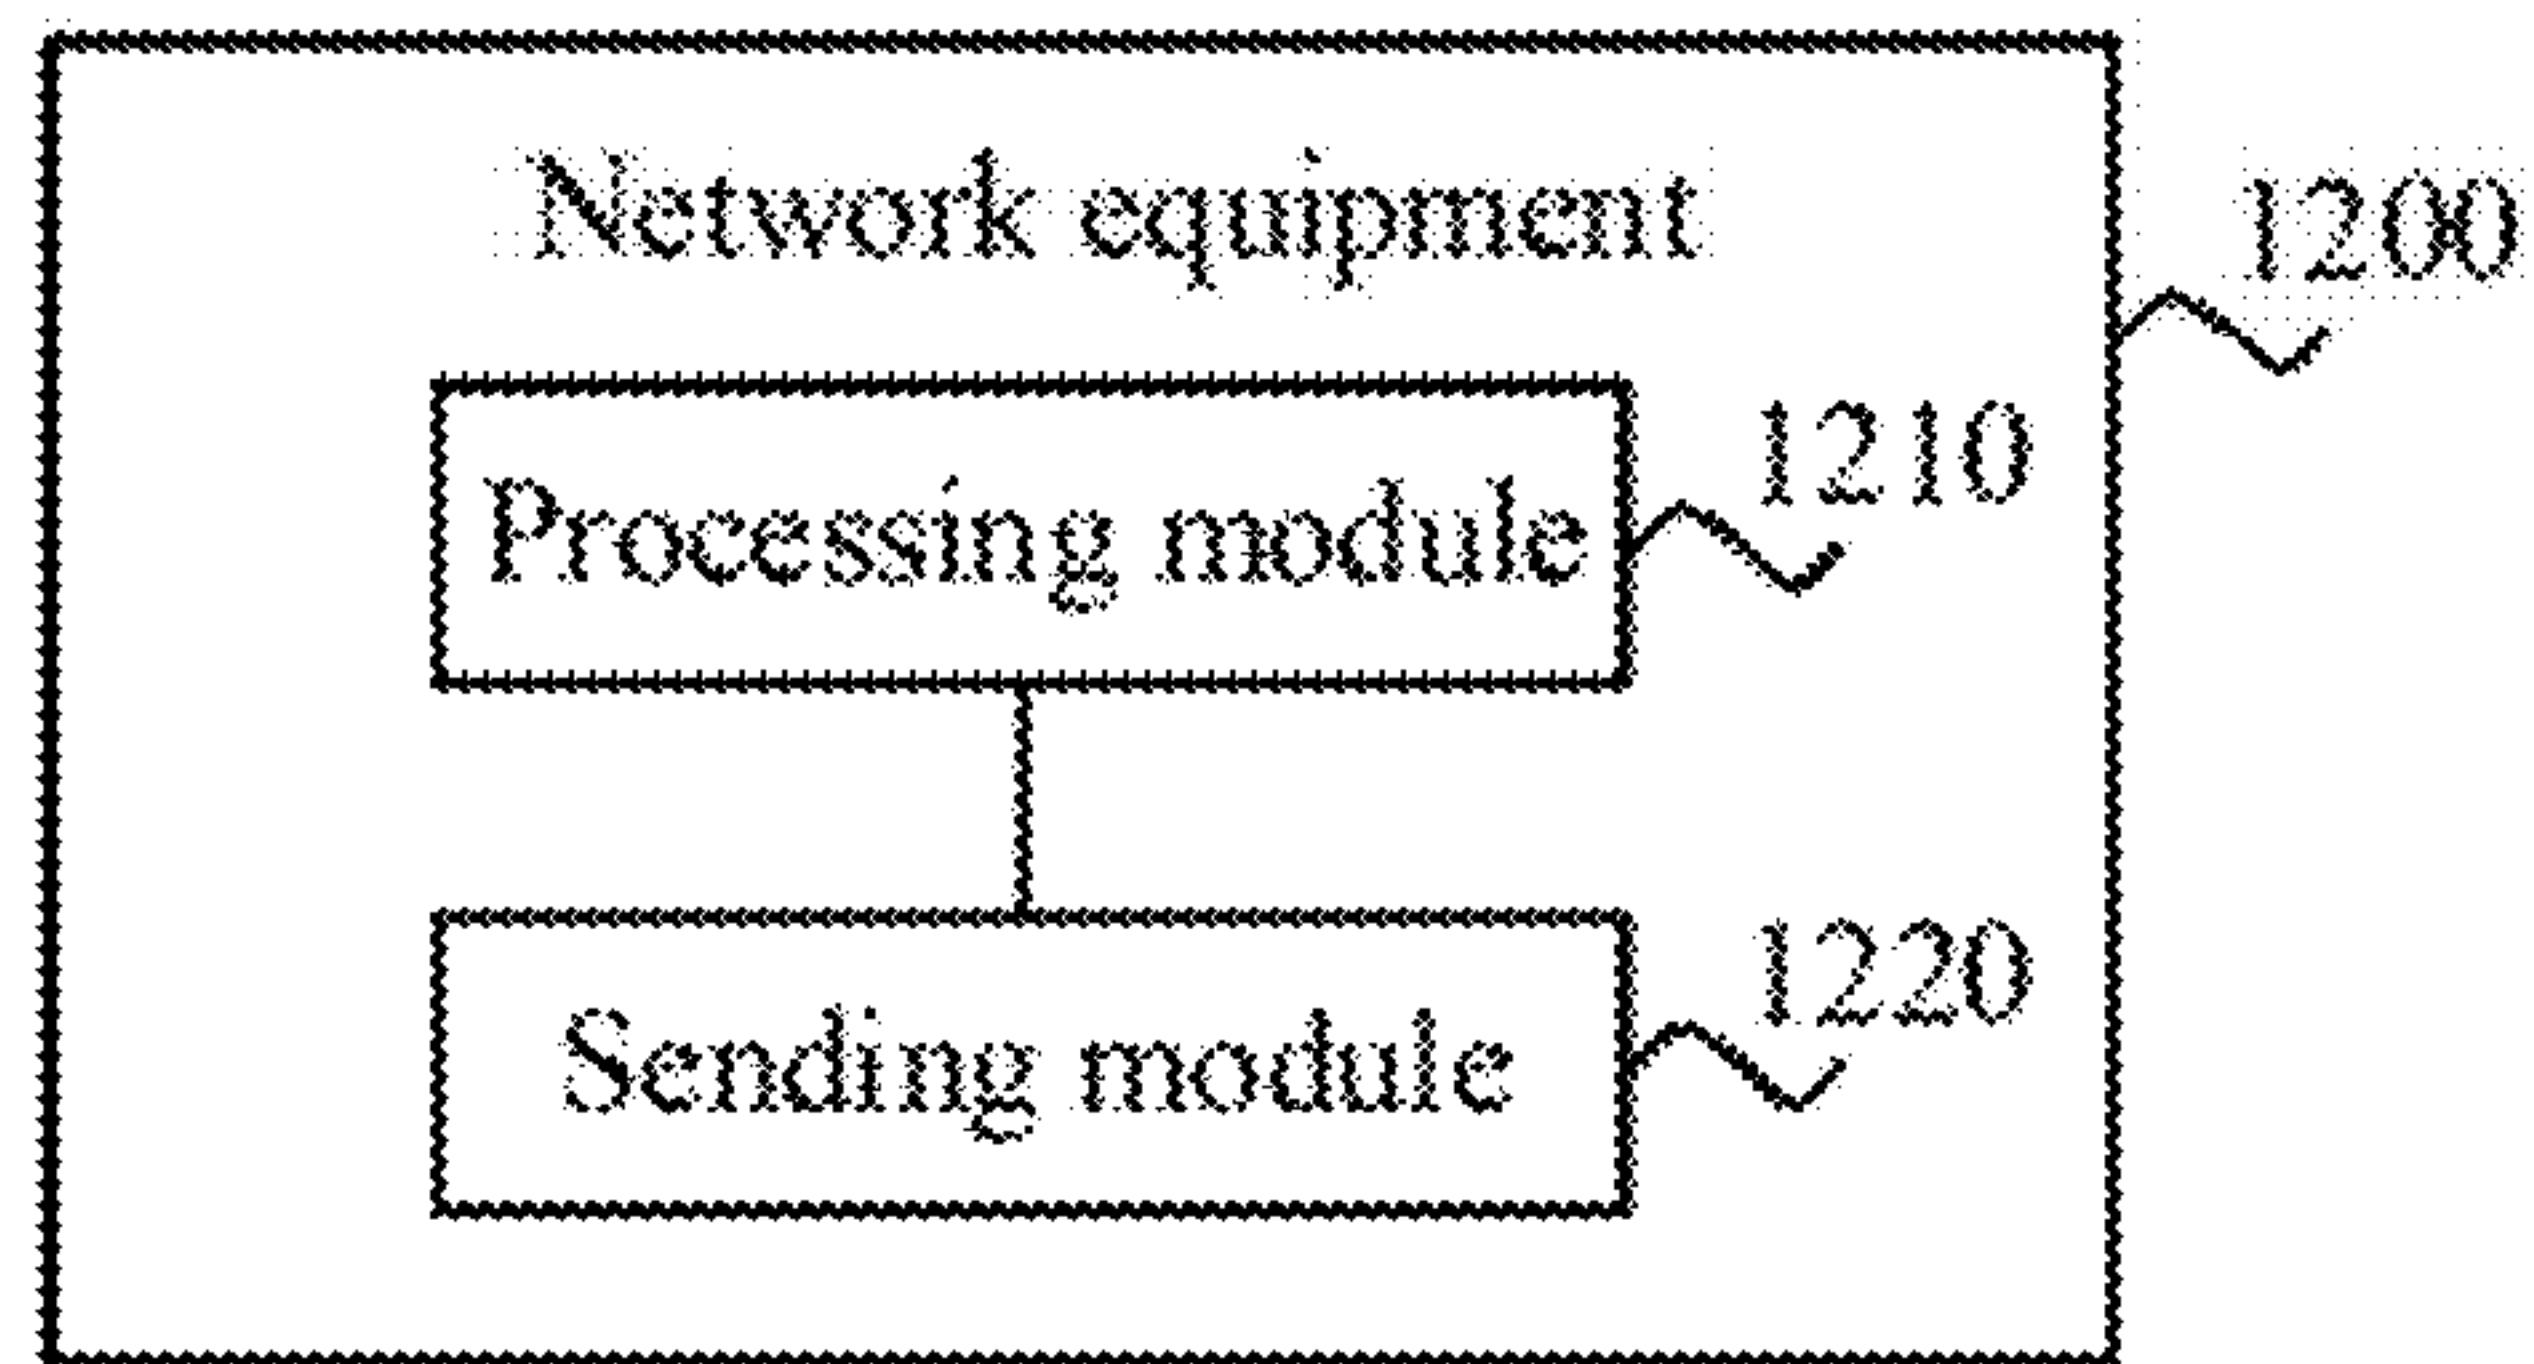 Network equipment
1200
1210
Processing module
1220
Sending module